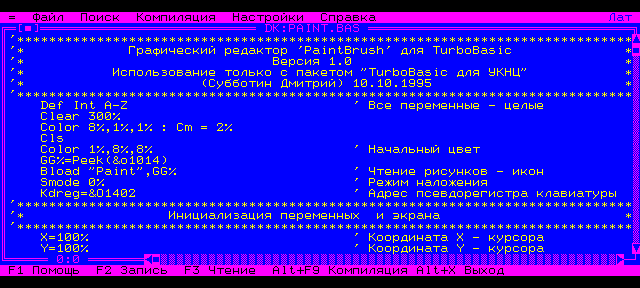 ≡ Файл Поиск Компиляция Настройки Справка Лат
[■] DK:PAINT.BAS
'*******************************************************************************
'* Графический редактор 'PaintBrush' для TurboBasic *
'* Версия 1.0 *
'* Использование только с пакетом "TurboBasic для УКНЦ" *
'* (Субботин Дмитрий) 10.10.1995 *
'*******************************************************************************
Def Int A-Z ' Все переменные - целые
Clear 300%
Color 8%,1%,1% : Cm = 2%
Cls
Color 1%,8%,8% ' Начальный цвет
GG%=Peek(&o1014)
Bload "Paint",GG% ' Чтение рисунков - икон
Smode 0% ' Режим наложения
Kdreg=&O1402 ' Адрес псевдорегистра клавиатуры
'*******************************************************************************
'* Инициализация переменных и экрана *
'*******************************************************************************
X=100% ' Координата X - курсора
Y=100% ' Координата Y - курсора
0:0
F1 Помощь F2 Запись F3 Чтение Alt+F9 Компиляция Alt+X Выход